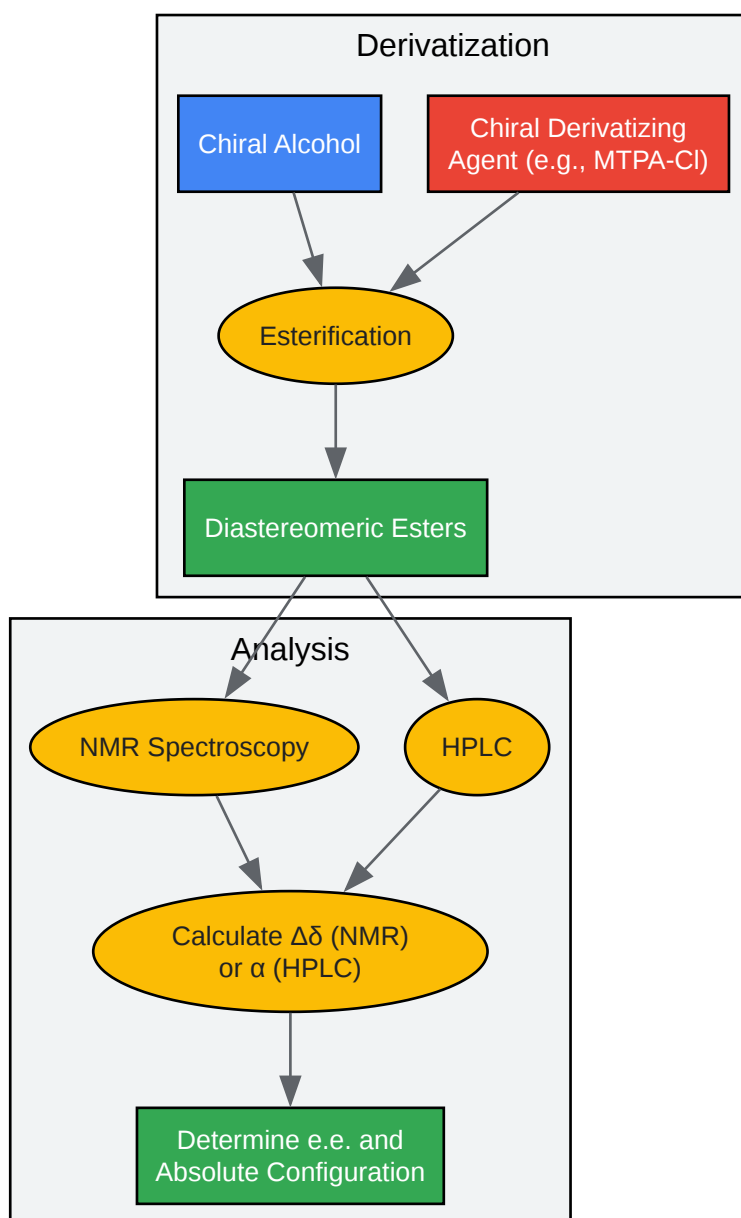 Derivatization
Chiral Alcohol
Chiral Derivatizing
Agent (e.g., MTPA-Cl)
Esterification
Diastereomeric Esters
Analysis
NMR Spectroscopy
HPLC
Calculate Δδ (NMR)
or α (HPLC)
Determine e.e. and
Absolute Configuration